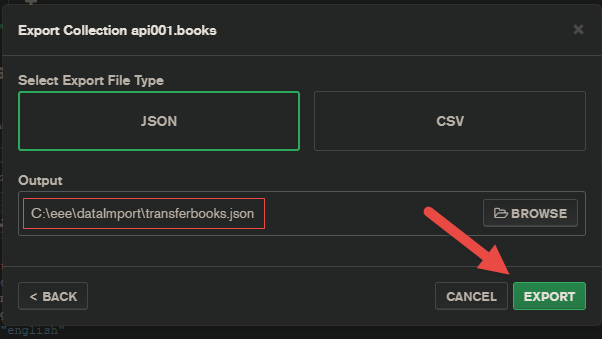 Export Collection api001.books
Select Export File Type
JSON
CSV
Output
C:\eee\dataImport\transferbooks.json
BROWSE
< BACK
CANCEL
EXPORT
"english"